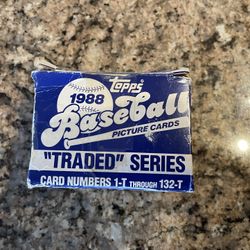 Topps
1988
Baseball
PICTURE CARDS
"TRADED" SERIES
CARD NUMBERS 1-T THROUGH 132-T